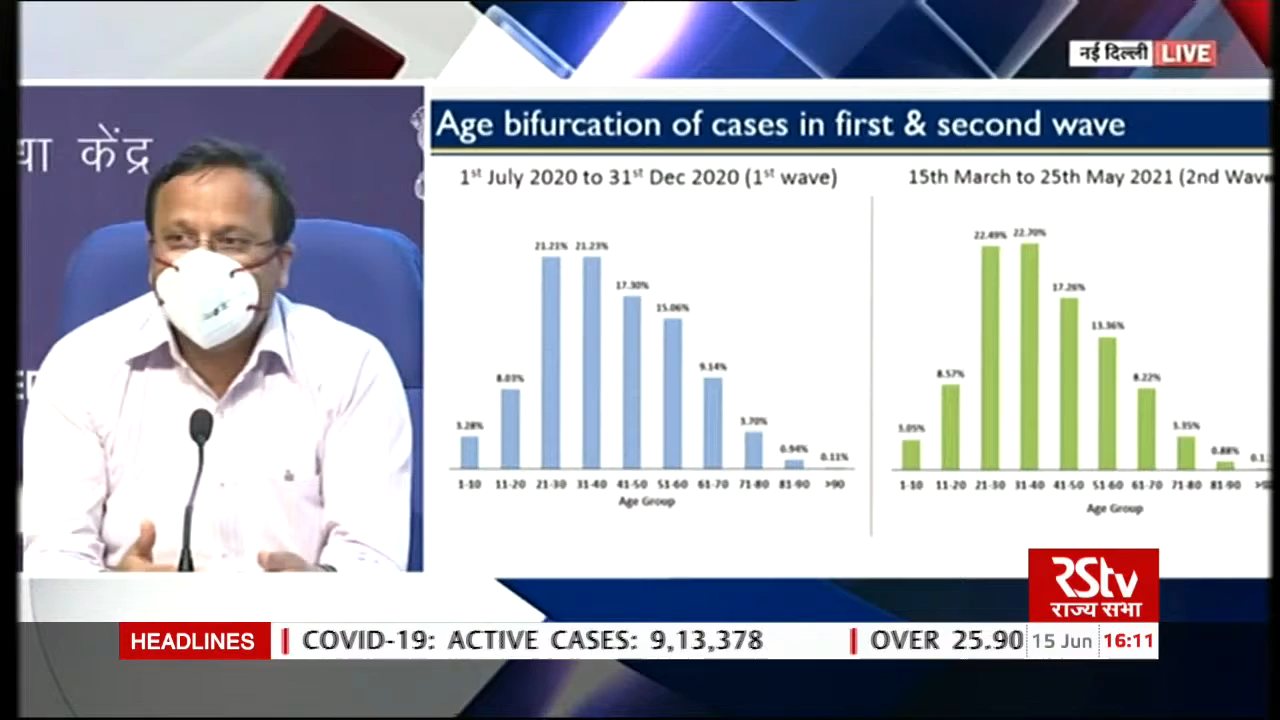 नई दिल्ली LIVE
केंद्र
Age bifurcation of cases in first & second wave
1st July 2020 to 31st Dec 2020 (1st wave)
15th March to 25th May 2021 (2nd Wave
3.28% 8.03% 21.21% 21.23% 17.30% 15.06% 9.14% 3.70% 0.94% 0.11%
1-10 11-20 21-30 31-40 41-50 51-60 61-70 71-80 81-90 >90
Age Group
3.05% 8.57% 22.49% 22.70% 17.26% 13.36% 8.22% 3.35% 0.88% 0.1
1-10 11-20 21-30 31-40 41-50 51-60 61-70 71-80 81-90
Age Group
RStv
राज्य सभा
HEADLINES COVID-19: ACTIVE CASES: 9,13,378 OVER 25.90 15 Jun 16:11